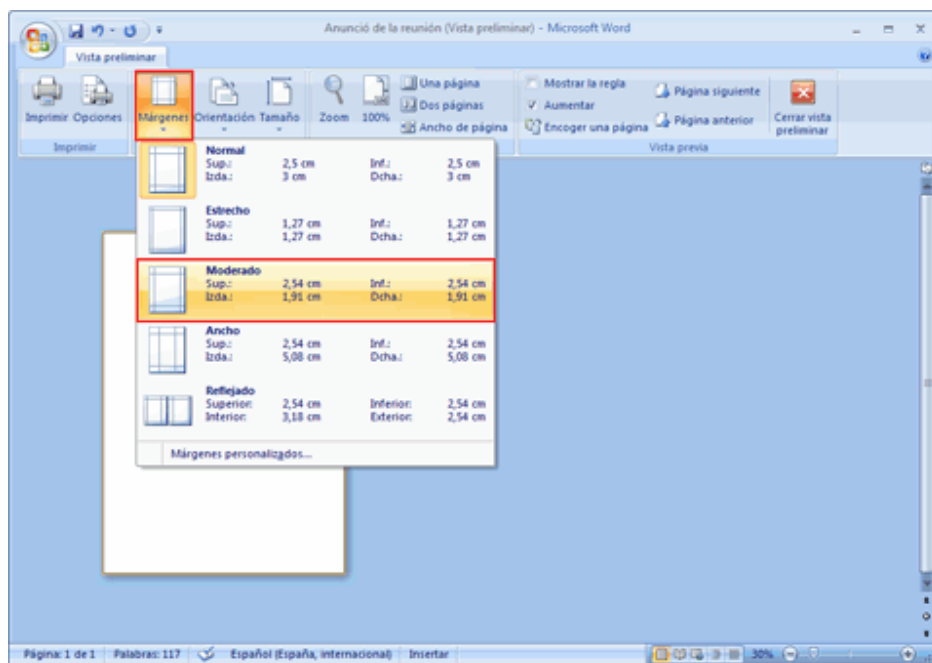 Anunció de la reunión (Vista preliminar) - Microsoft Word
Vista preliminar
Imprimir Opciones Márgenes Orientación Tamaño Zoom 100%
Una página
Dos páginas
Ancho de página
Mostrar la regla
Aumentar
Encoger una página
Página siguiente
Página anterior
Cerrar vista
preliminar
Imprimir
Vista previa
Normal
Sup.: 2,5 cm Inf.: 2,5 cm
Izda.: 3 cm Dcha.: 3 cm
Estrecho
Sup.: 1,27 cm Inf.: 1,27 cm
Izda.: 1,27 cm Dcha.: 1,27 cm
Moderado
Sup.: 2,54 cm Inf.: 2,54 cm
Izda.: 1,91 cm Dcha.: 1,91 cm
Ancho
Sup.: 2,54 cm Inf.: 2,54 cm
Izda.: 5,08 cm Dcha.: 5,08 cm
Reflejado
Superior: 2,54 cm Inferior: 2,54 cm
Interior: 3,18 cm Exterior: 2,54 cm
Márgenes personalizados...
Página: 1 de 1 Palabras: 117 Español (España, internacional) Insertar 30%